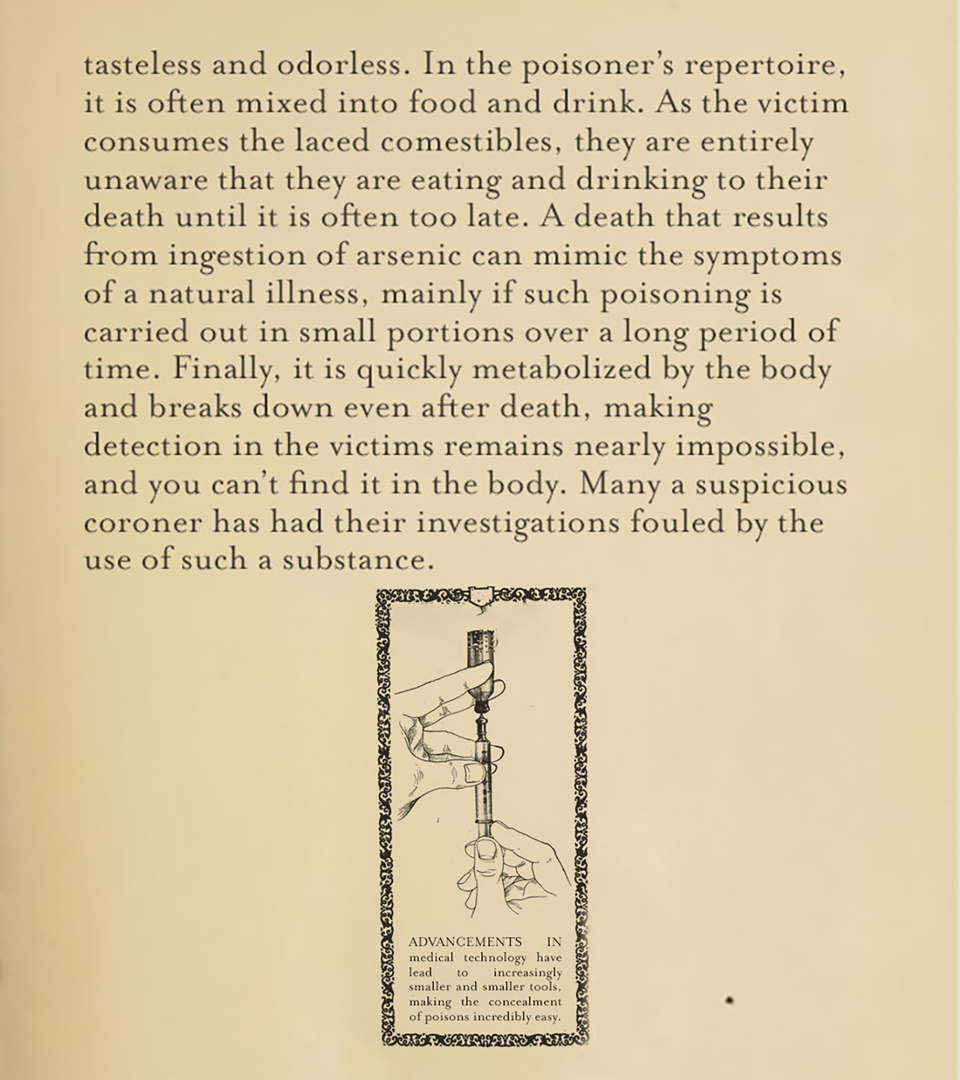 tasteless and odorless. In the poisoner's repertoire,
it is often mixed into food and drink. As the victim
consumes the laced comestibles, they are entirely
unaware that they are eating and drinking to their
death until it is often too late. A death that results
from ingestion of arsenic can mimic the symptoms
of a natural illness, mainly if such poisoning is
carried out in small portions over a long period of
time. Finally, it is quickly metabolized by the body
and breaks down even after death, making
detection in the victims remains nearly impossible,
and you can't find it in the body. Many a suspicious
coroner has had their investigations fouled by the
use of such a substance.
ADVANCEMENTS IN
medical technology have
lead to increasingly
smaller and smaller tools,
making the concealment
of poisons incredibly easy.